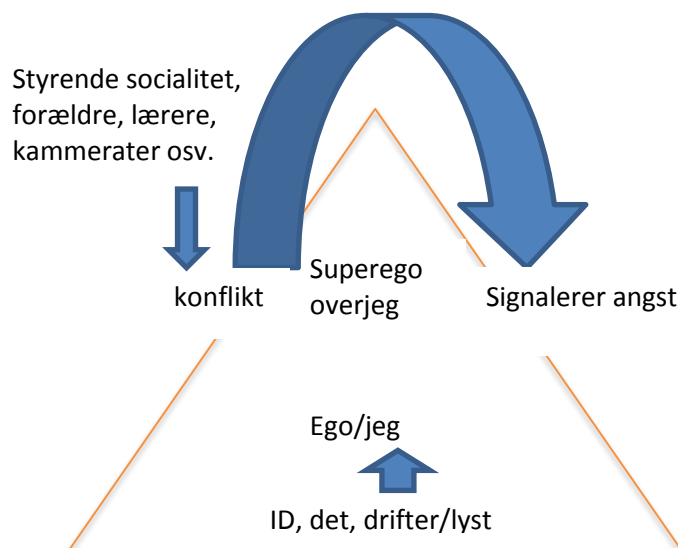 Styrende socialitet,
forældre, lærere,
kammerater osv.
konflikt
Superego
overjeg
Signalerer angst
Ego/jeg
ID, det, drifter/lyst